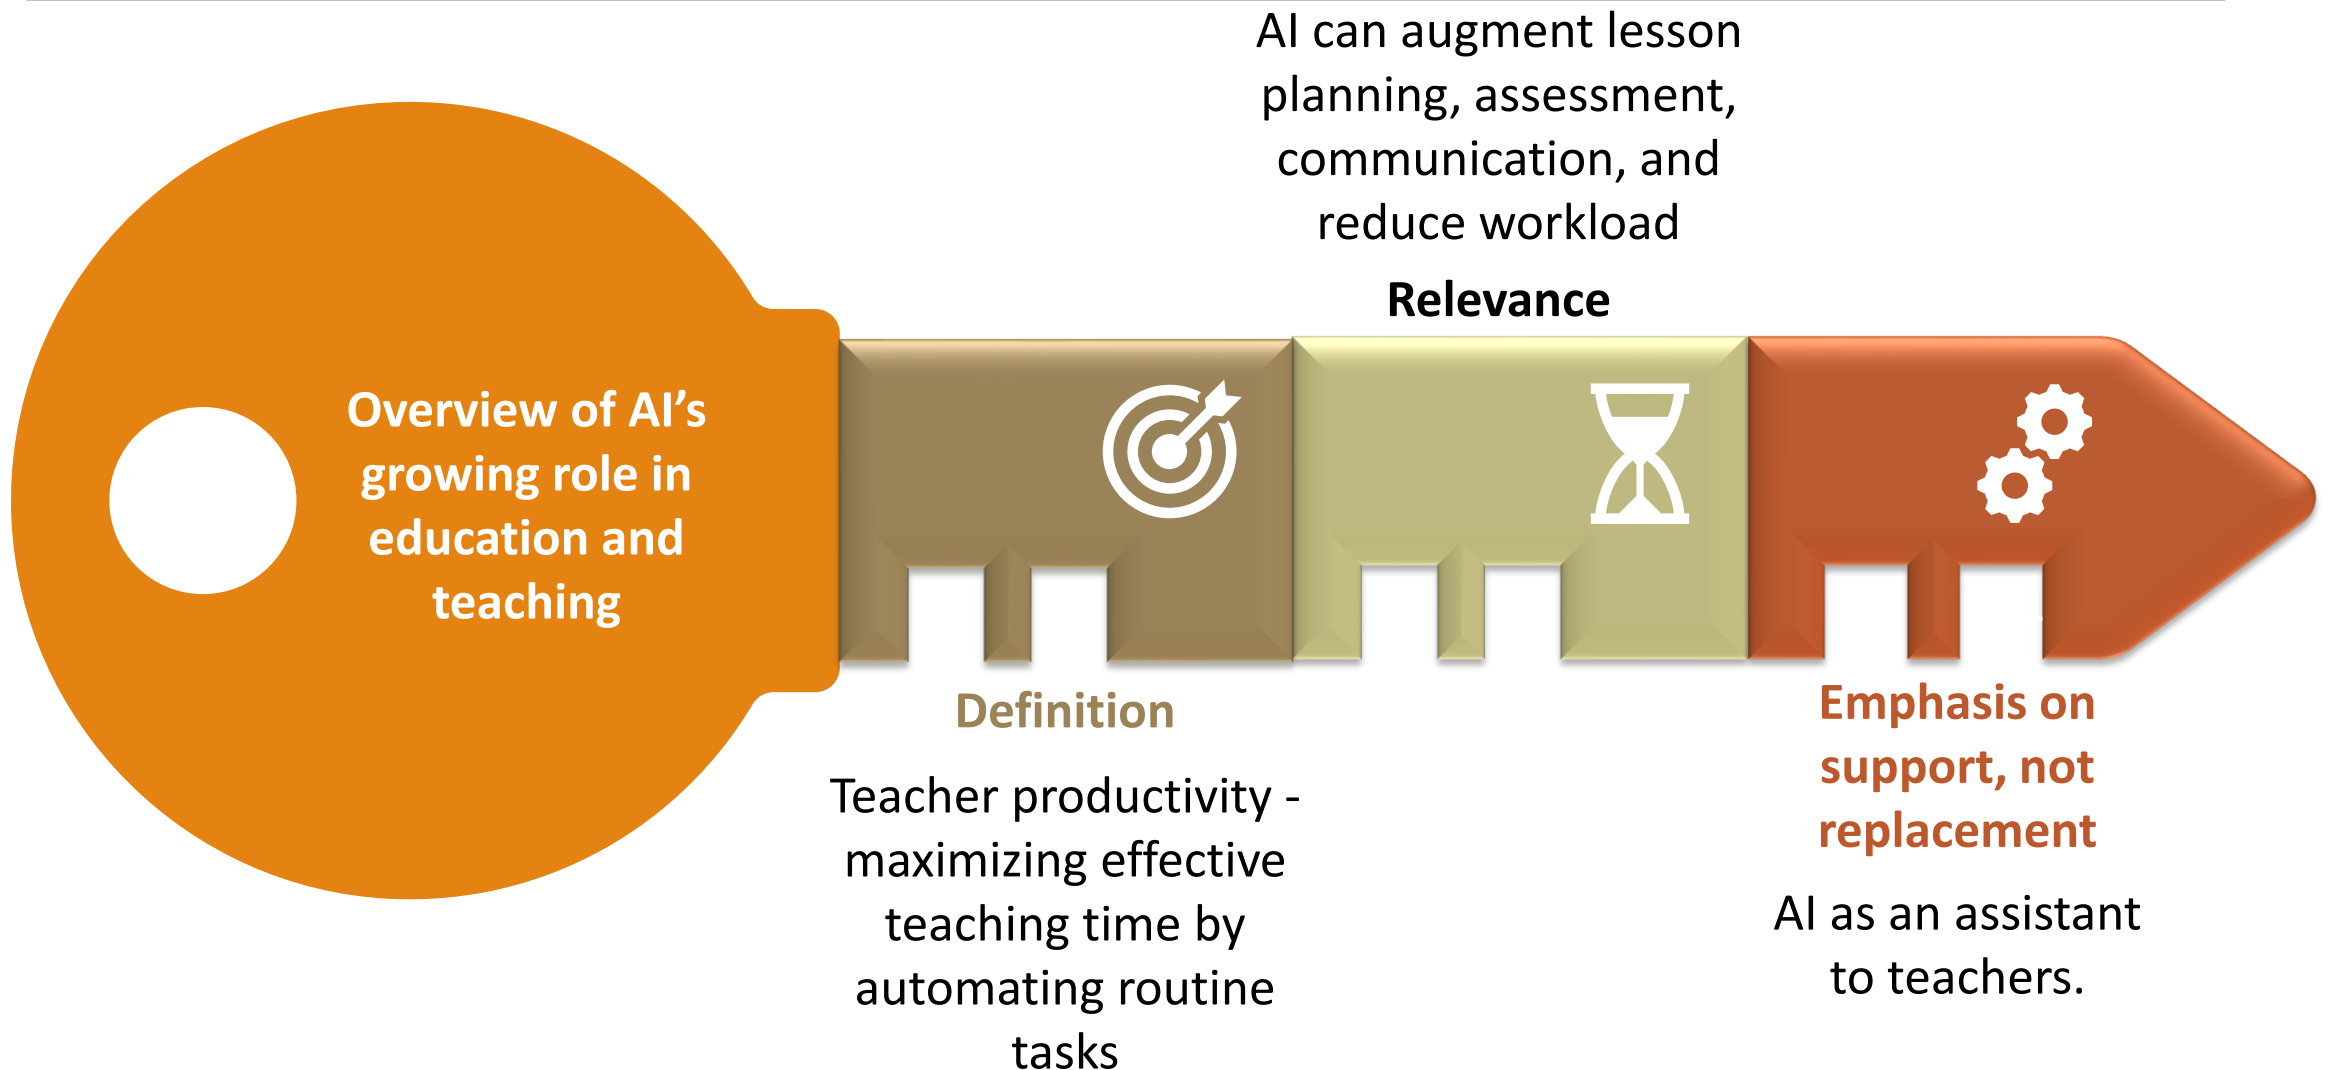 Overview of AI’s
growing role in
education and
teaching
Definition
Teacher productivity -
maximizing effective
teaching time by
automating routine
tasks
AI can augment lesson
planning, assessment,
communication, and
reduce workload
Relevance
Emphasis on
support, not
replacement
AI as an assistant
to teachers.